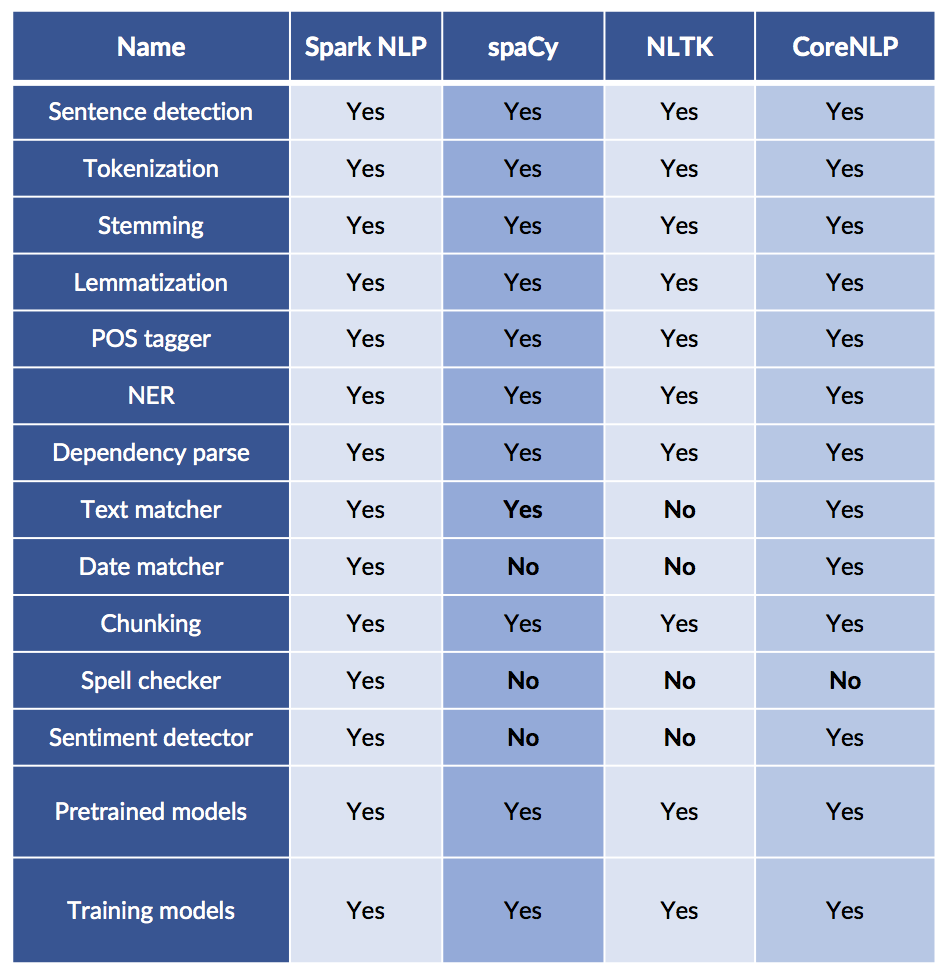 Name Spark NLP spaCy NLTK CoreNLP
Sentence detection Yes Yes Yes Yes
Tokenization Yes Yes Yes Yes
Stemming Yes Yes Yes Yes
Lemmatization Yes Yes Yes Yes
POS tagger Yes Yes Yes Yes
NER Yes Yes Yes Yes
Dependency parse Yes Yes Yes Yes
Text matcher Yes Yes No Yes
Date matcher Yes No No Yes
Chunking Yes Yes Yes Yes
Spell checker Yes No No No
Sentiment detector Yes No No Yes
Pretrained models Yes Yes Yes Yes
Training models Yes Yes Yes Yes